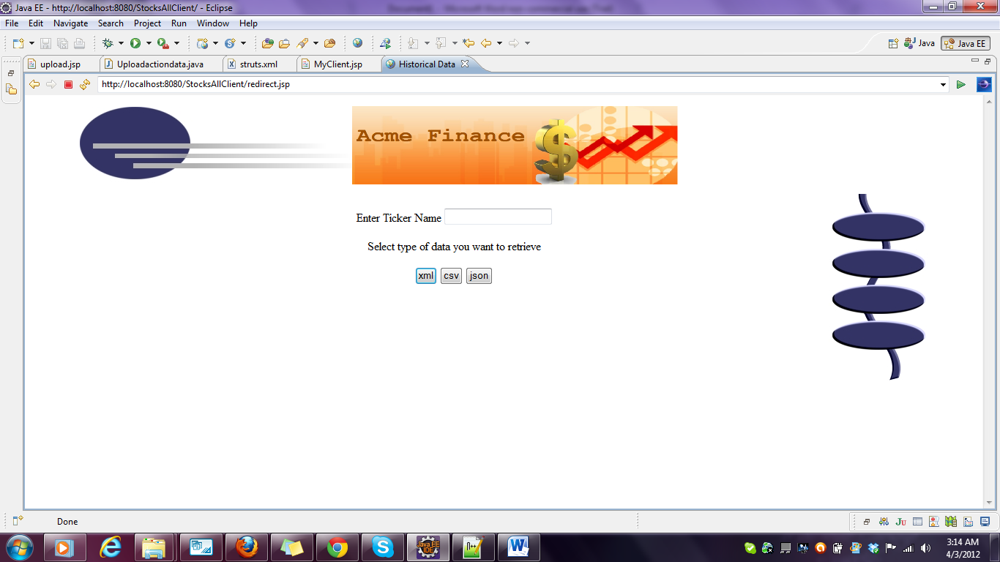 Java EE - http://localhost:8080/StocksAllClient/ - Eclipse
File Edit Navigate Search Project Run Window Help
Java Java EE
upload.jsp Uploadactiondata.java struts.xml MyClient.jsp Historical Data
http://localhost:8080/StocksAllClient/redirect.jsp
Acme Finance
Enter Ticker Name
Select type of data you want to retrieve
xml csv json
Done
3:14 AM
4/3/2012